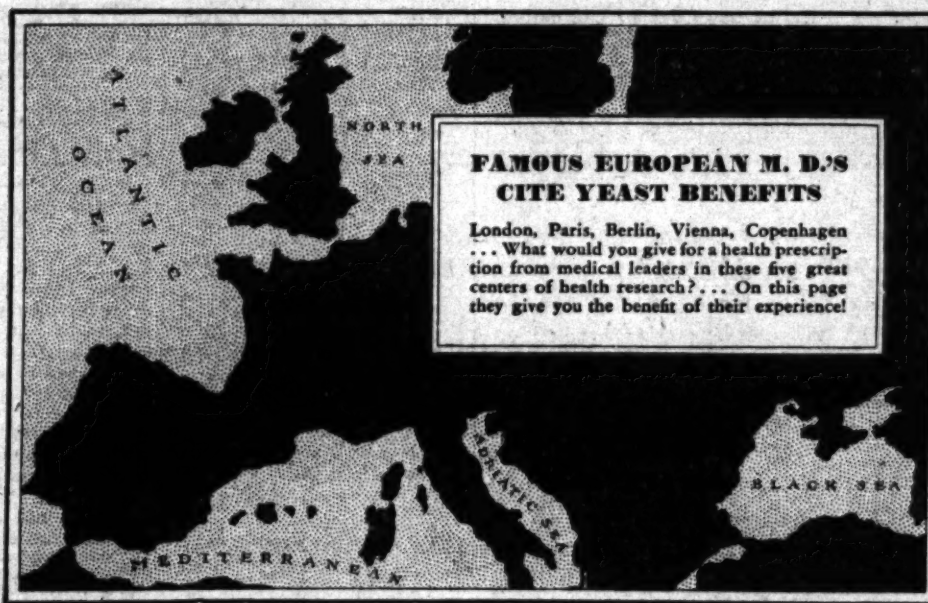 ATLANTIC
OCEAN
NORTH
SEA
FAMOUS EUROPEAN M. D.'S
CITE YEAST BENEFITS
London, Paris, Berlin, Vienna, Copenhagen
... What would you give for a health prescrip-
tion from medical leaders in these five great
centers of health research? ... On this page
they give you the benefit of their experience!
ADRIATIC SEA
BLACK SEA
MEDITERRANEAN